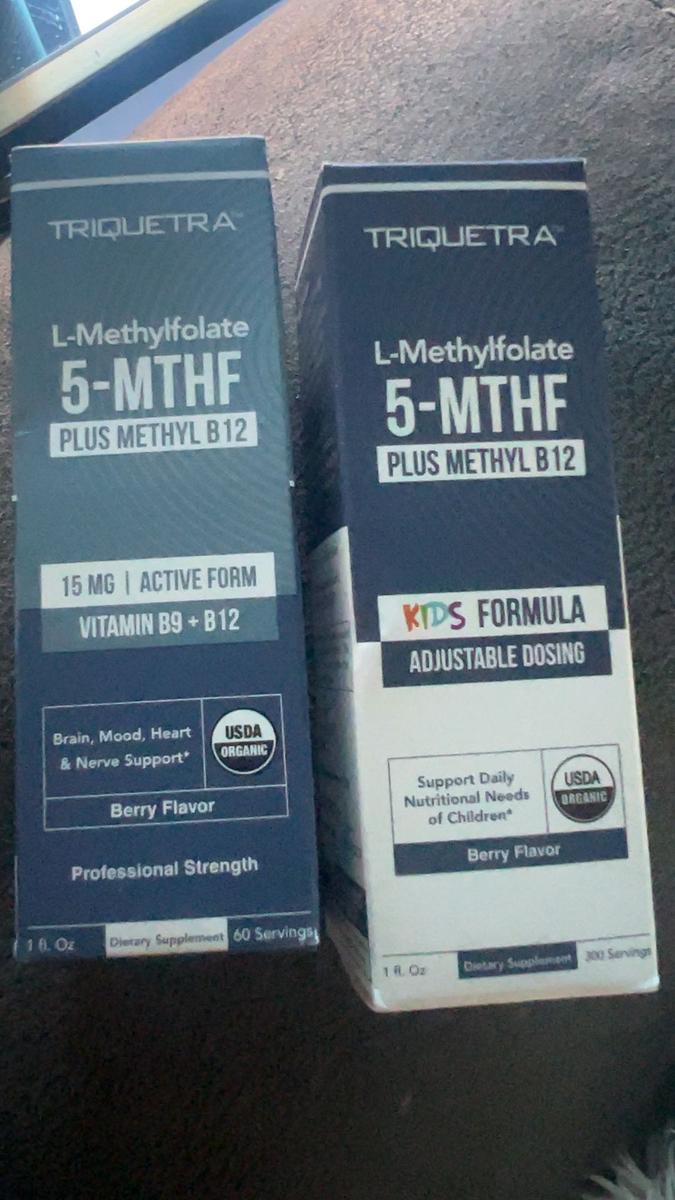 TRIQUETRA™
L-Methylfolate
5-MTHF
PLUS METHYL B12
15 MG | ACTIVE FORM
VITAMIN B9 + B12
Brain, Mood, Heart
& Nerve Support*
USDA
ORGANIC
Berry Flavor
Professional Strength
1 fl. Oz
Dietary Supplement
60 Servings
TRIQUETRA™
L-Methylfolate
5-MTHF
PLUS METHYL B12
KIDS FORMULA
ADJUSTABLE DOSING
Support Daily
Nutritional Needs
of Children*
USDA
ORGANIC
Berry Flavor
1 fl. Oz
Dietary Supplement
300 Servings